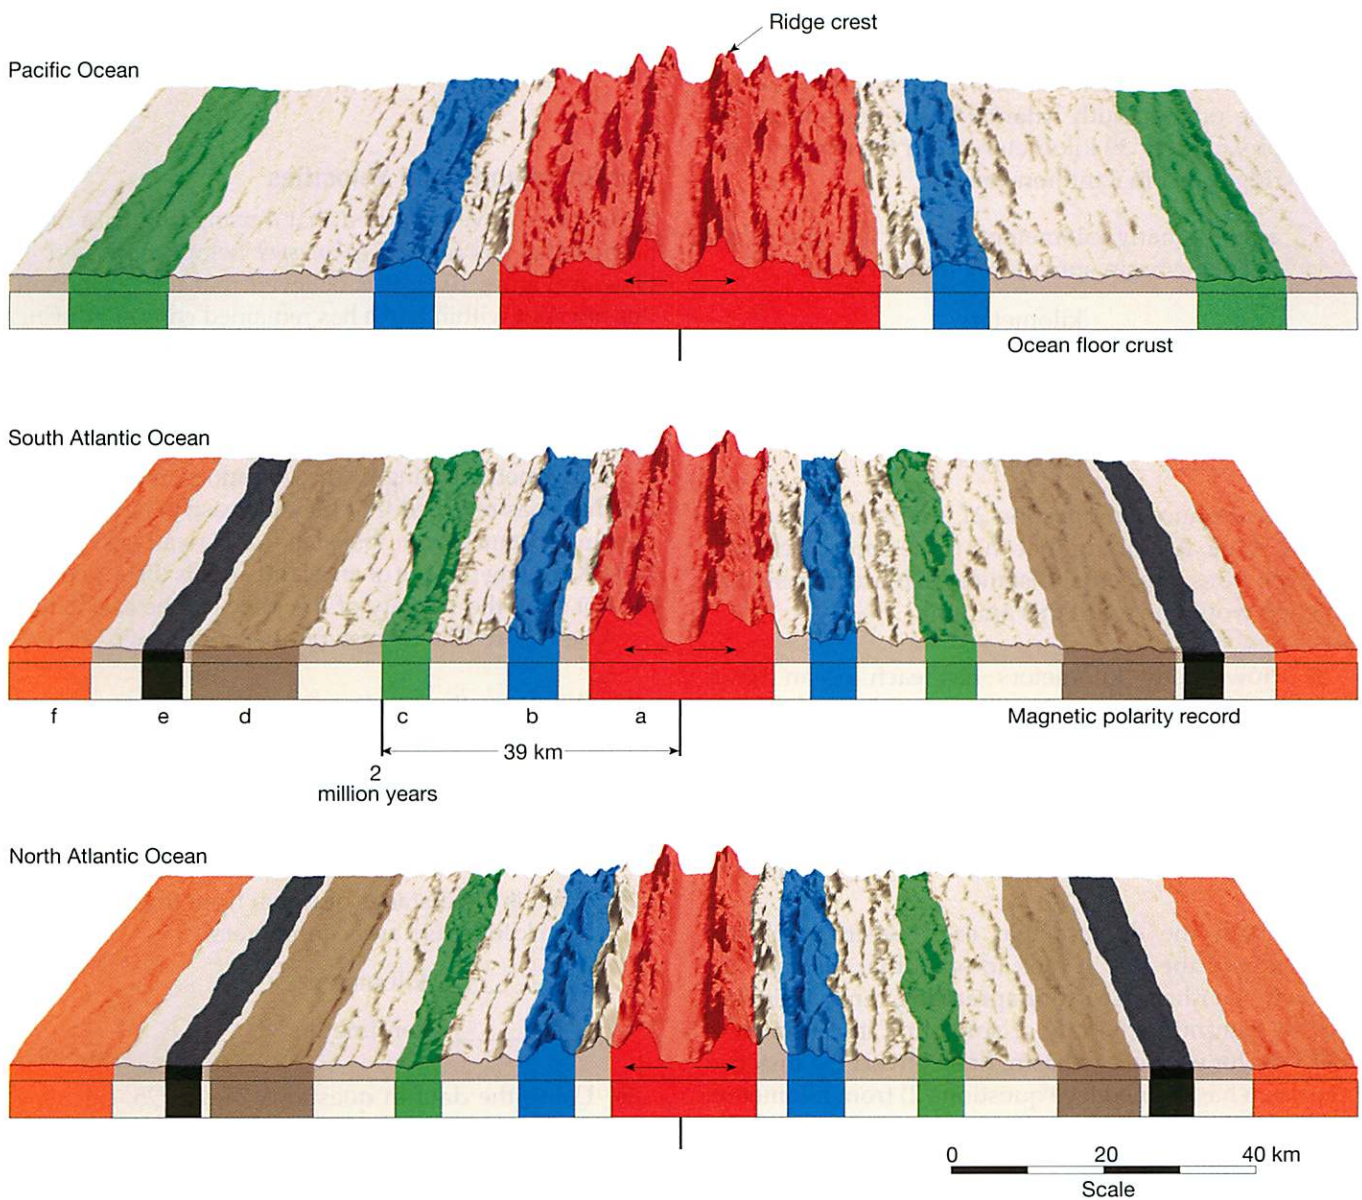 Ridge crest
Pacific Ocean
Ocean floor crust
South Atlantic Ocean
f e d c b a
Magnetic polarity record
39 km
2
million years
North Atlantic Ocean
0 20 40 km
Scale